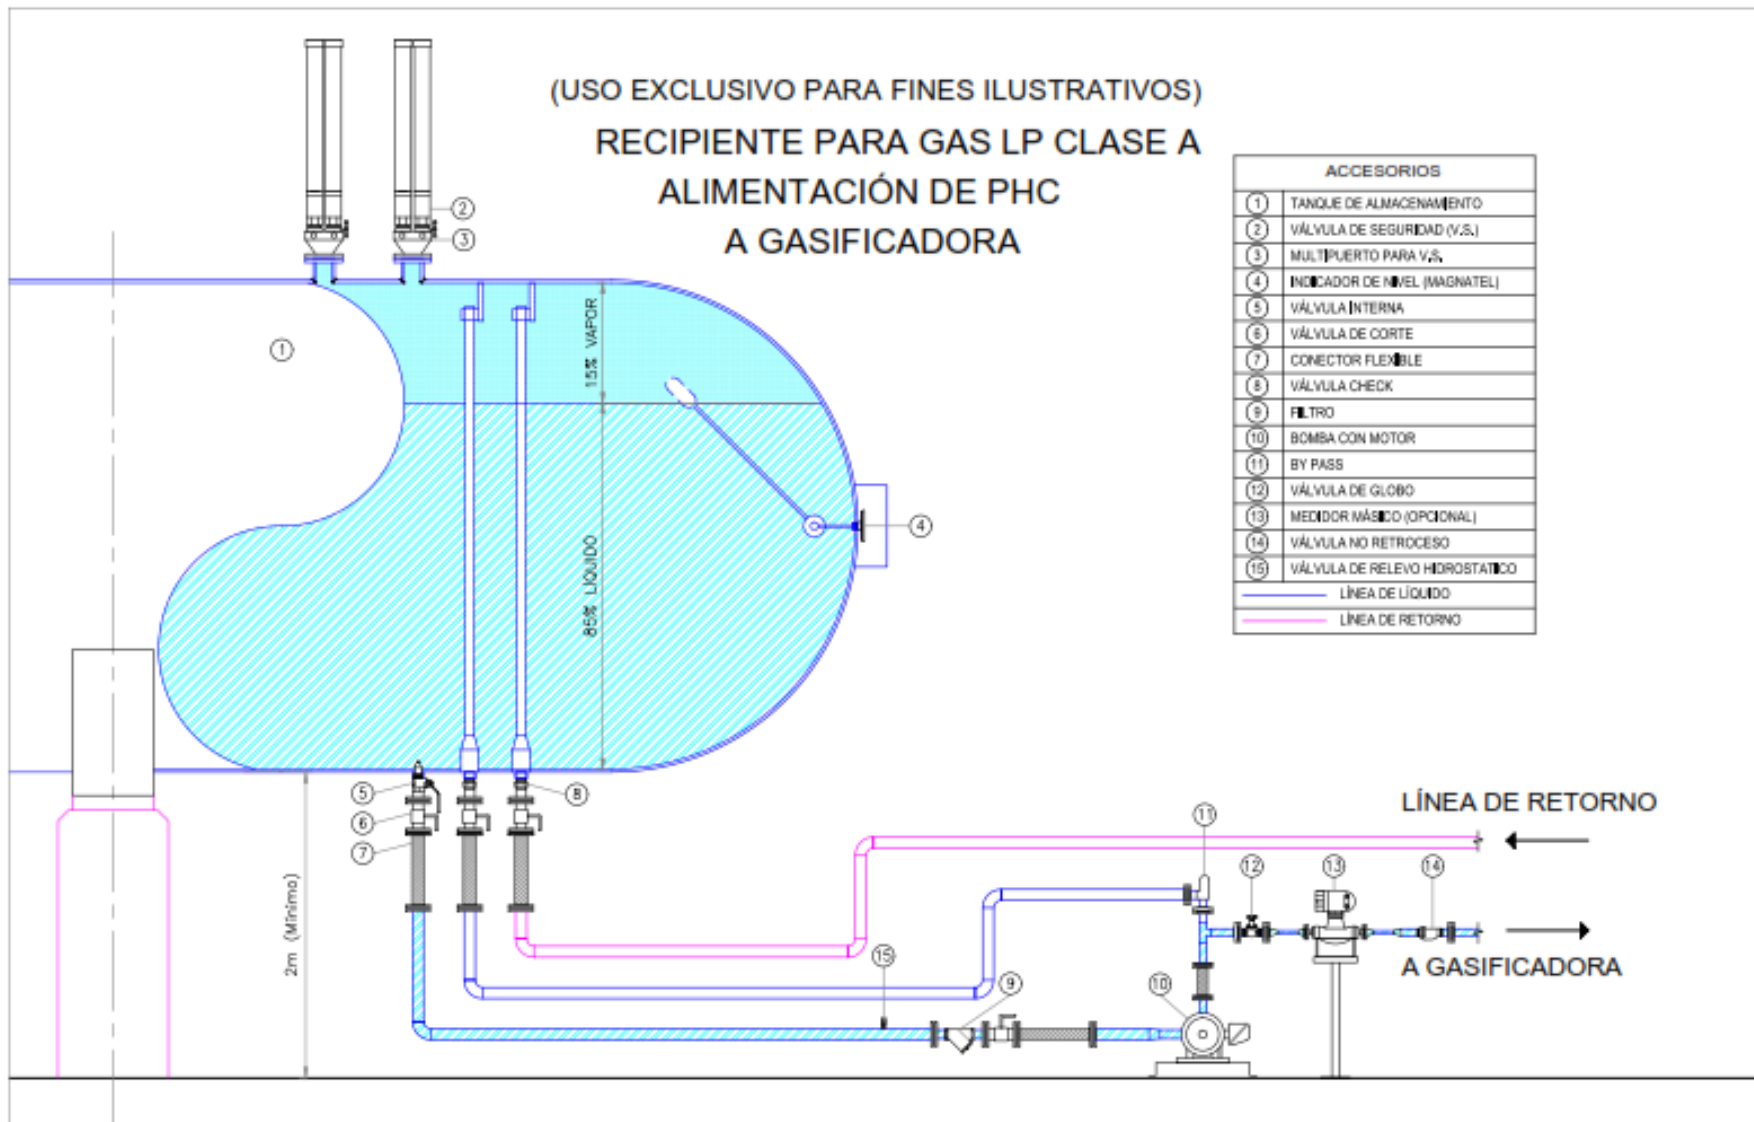 (USO EXCLUSIVO PARA FINES ILUSTRATIVOS)
RECIPIENTE PARA GAS LP CLASE A
ALIMENTACIÓN DE PHC
A GASIFICADORA
ACCESORIOS
1 TANQUE DE ALMACENAMIENTO
2 VÁLVULA DE SEGURIDAD (V.S.)
3 MULTIPUERTO PARA V.S.
4 INDICADOR DE NIVEL (MAGNATEL)
5 VÁLVULA INTERNA
6 VÁLVULA DE CORTE
7 CONECTOR FLEXIBLE
8 VÁLVULA CHECK
9 FILTRO
10 BOMBA CON MOTOR
11 BY PASS
12 VÁLVULA DE GLOBO
13 MEDIDOR MÁSICO (OPCIONAL)
14 VÁLVULA NO RETROCESO
15 VÁLVULA DE RELEVO HIDROSTATICO
LÍNEA DE LÍQUIDO
LÍNEA DE RETORNO
2
3
1
15% VAPOR
85% LIQUIDO
4
5
8
6
7
2m (Mínimo)
LÍNEA DE RETORNO
11
12
13
14
A GASIFICADORA
15
9
10